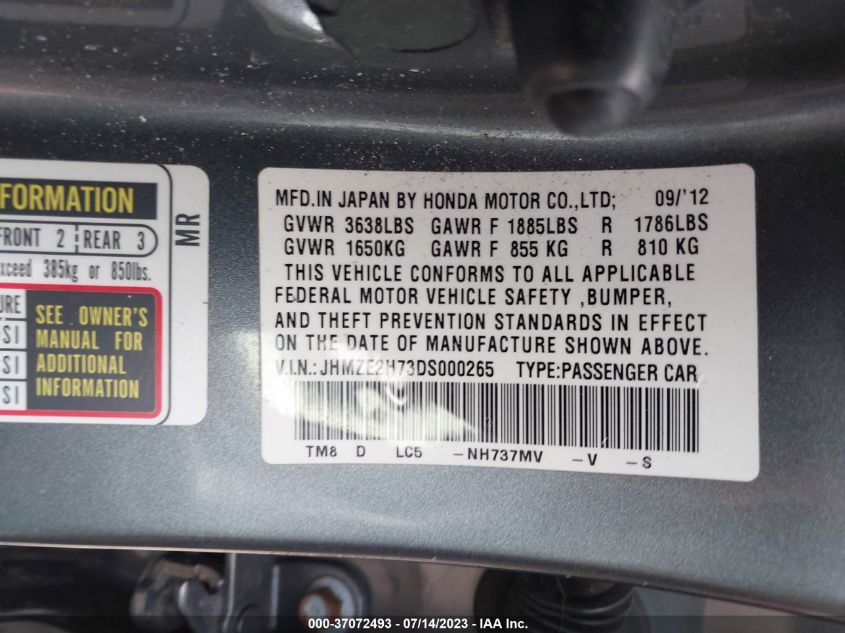 FORMATION
FRONT 2 REAR 3
xceed 385kg or 850lbs.
URE
SI
SI
SI
SEE OWNER'S
MANUAL FOR
ADDITIONAL
INFORMATION
MR
MFD.IN JAPAN BY HONDA MOTOR CO.,LTD; 09/'12
GVWR 3638LBS GAWR F 1885LBS R 1786LBS
GVWR 1650KG GAWR F 855 KG R 810 KG
THIS VEHICLE CONFORMS TO ALL APPLICABLE
FEDERAL MOTOR VEHICLE SAFETY ,BUMPER,
AND THEFT PREVENTION STANDARDS IN EFFECT
ON THE DATE OF MANUFACTURE SHOWN ABOVE.
V.I.N.:JHMZE2H73DS000265 TYPE:PASSENGER CAR
TM8 D LC5 -NH737MV -V -S
000-37072493 - 07/14/2023 - IAA Inc.